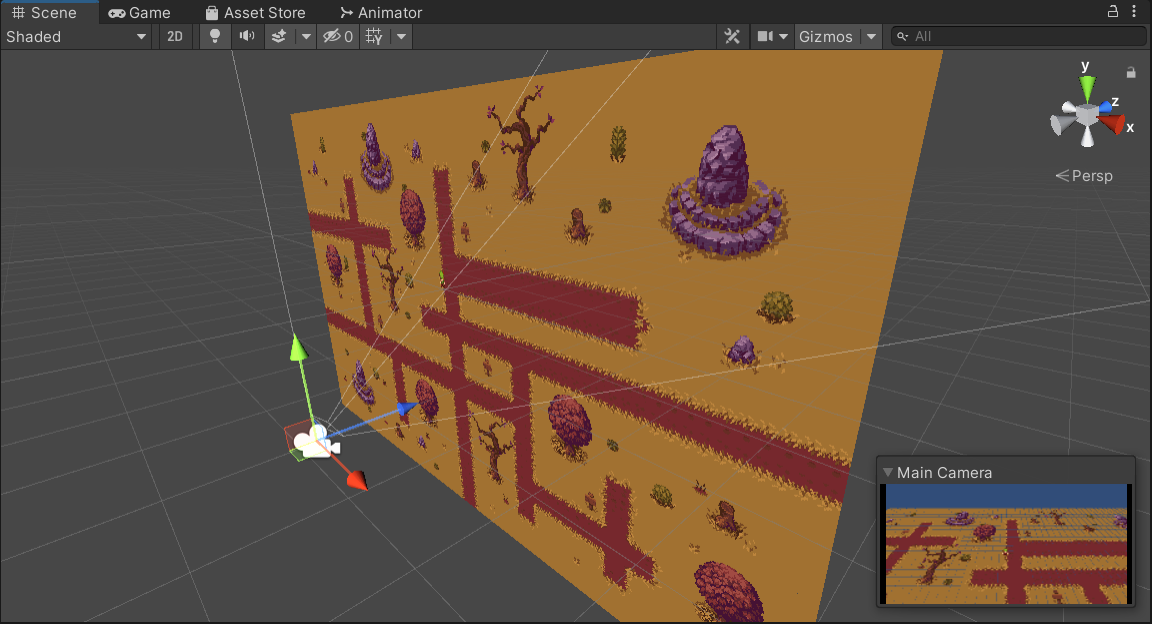 Scene Game Asset Store Animator
Shaded 2D 0 Gizmos All
y
z
x
Persp
Main Camera